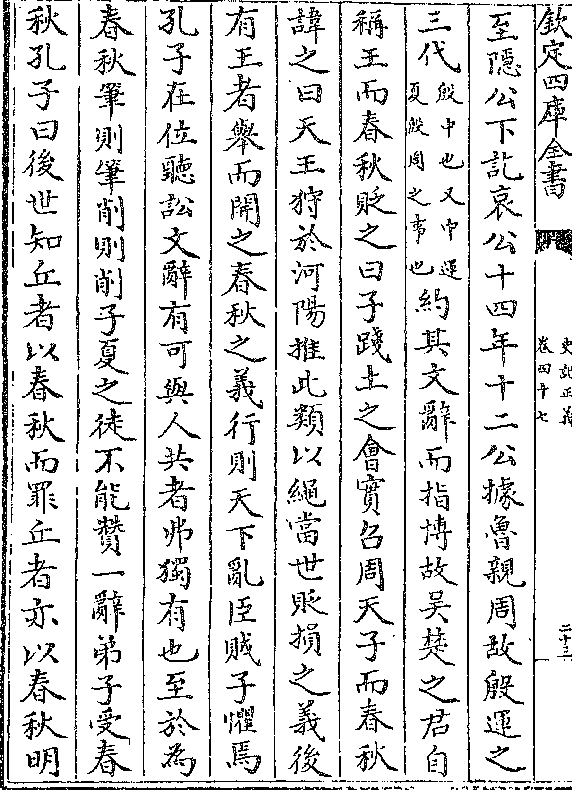 欽定四庫全書
史記正義
卷四十七
二十三
至隱公下訖哀公十四年十二公據魯親周故殷運之
三代殷中也又中運夏殷周之事也約其文辭而指博故吴楚之君自
稱王而春秋貶之曰子踐土之會實召周天子而春秋
諱之曰天王狩於河陽推此類以繩當世貶損之義後
有王者舉而開之春秋之義行則天下亂臣賊子懼焉
孔子在位聽訟文辭有可與人共者弗獨有也至於為
春秋筆則筆削則削子夏之徒不能贊一辭弟子受春
秋孔子曰後世知丘者以春秋而罪丘者亦以春秋明